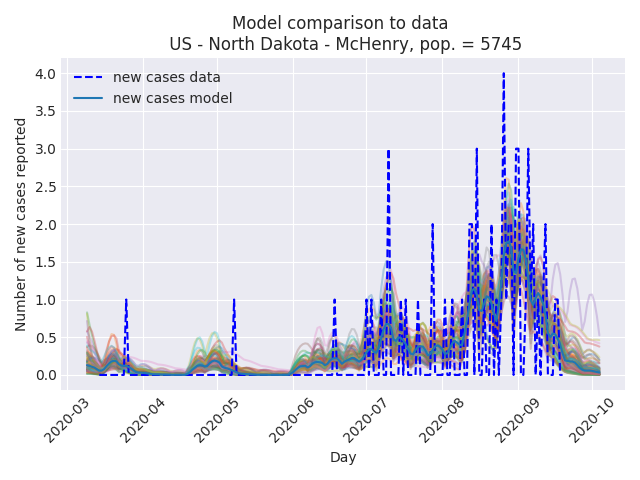 Model comparison to data
US - North Dakota - McHenry, pop. = 5745
new cases data
new cases model
Number of new cases reported
4.0
3.5
3.0
2.5
2.0
1.5
1.0
0.5
0.0
2020-03
2020-04
2020-05
2020-06
2020-07
2020-08
2020-09
2020-10
Day